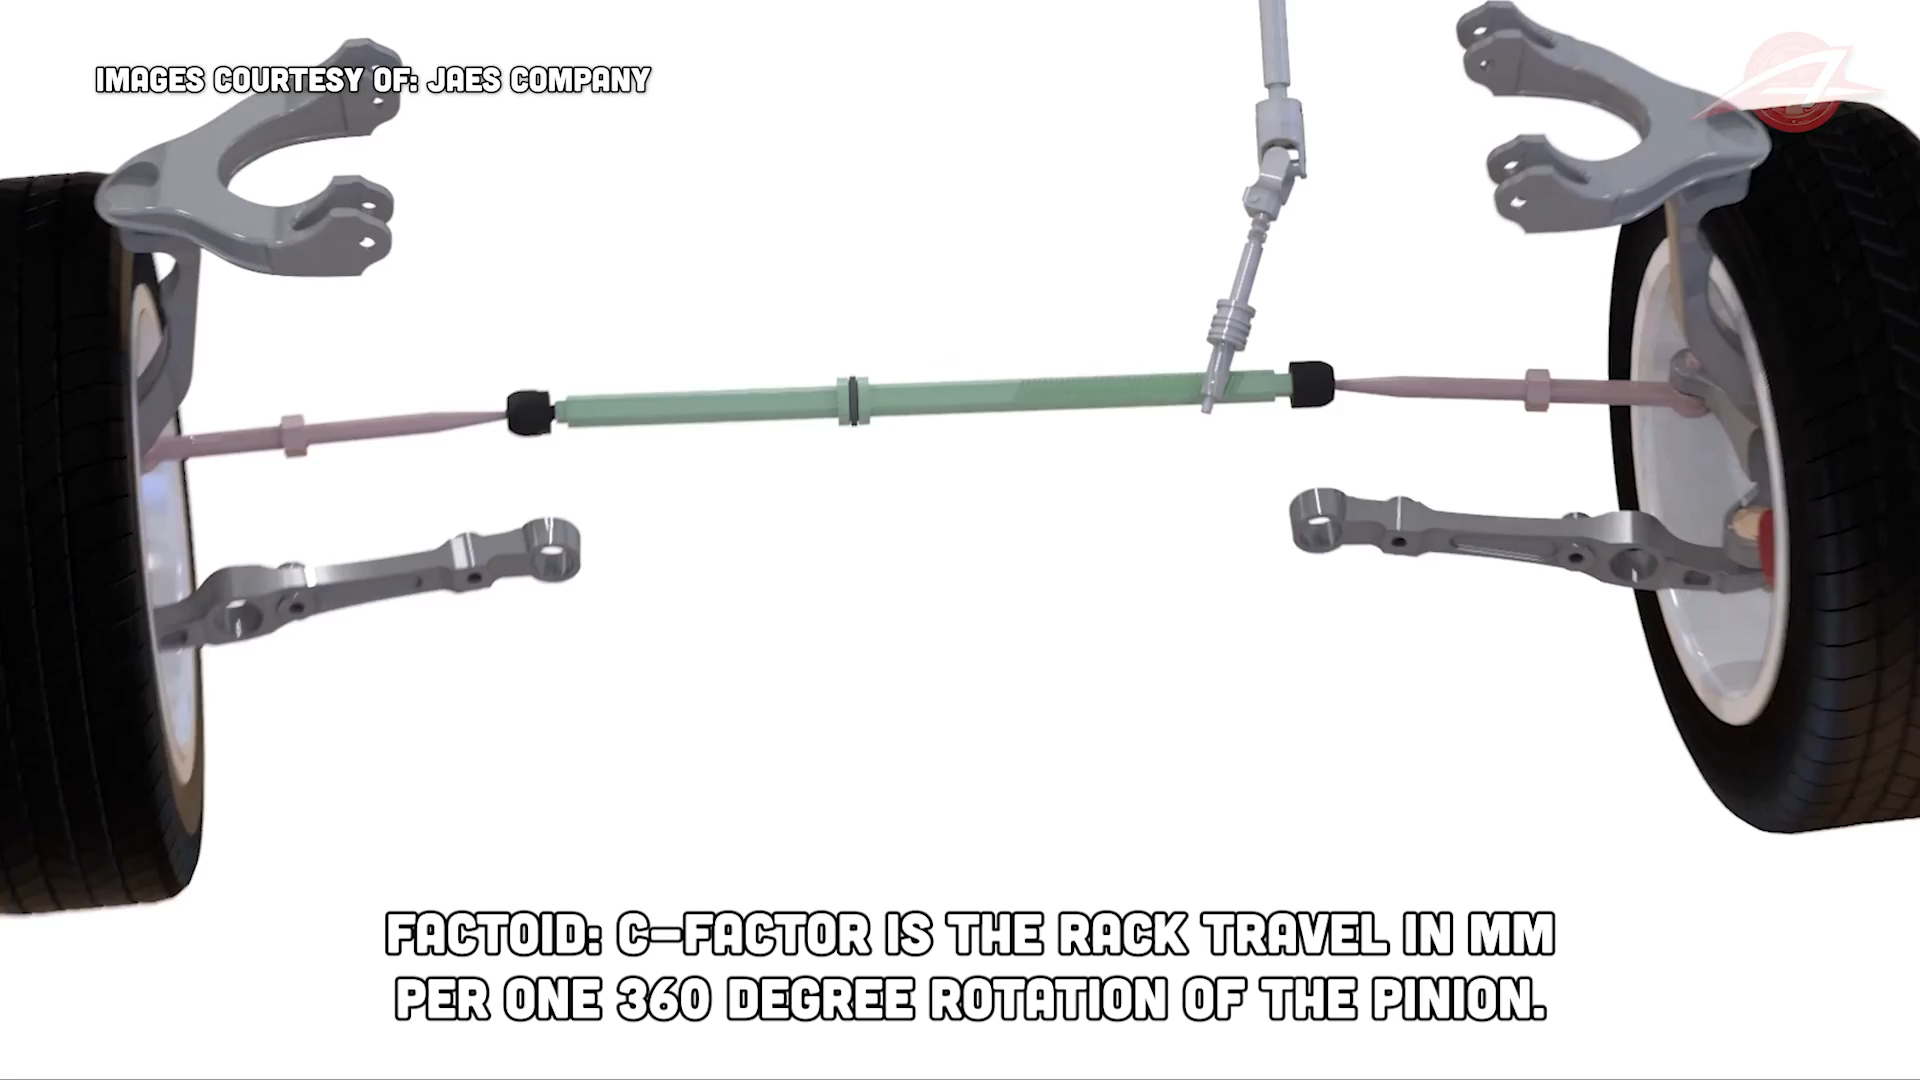 IMAGES COURTESY OF: JAES COMPANY
FACTOID: C-FACTOR IS THE RACK TRAVEL IN MM
PER ONE 360 DEGREE ROTATION OF THE PINION.